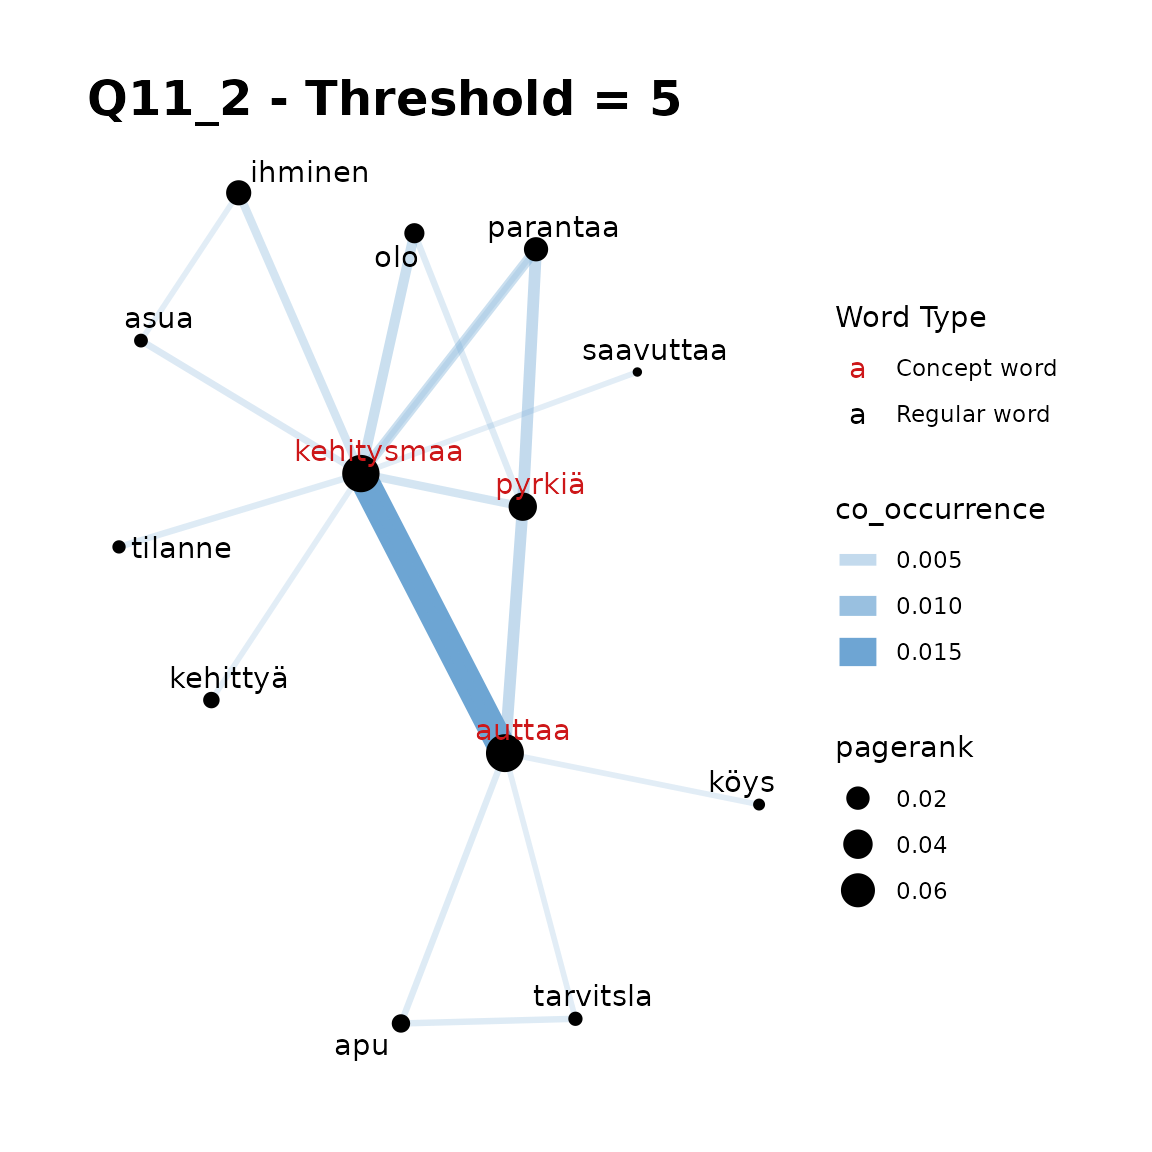 Q11_2 - Threshold = 5
ihminen
parantaa
olo
asua
saavuttaa
kehitysmaa
pyrkiä
tilanne
kehittyä
auttaa
köys
tarvitsla
apu
Word Type
a Concept word
a Regular word
co_occurrence
0.005
0.010
0.015
pagerank
0.02
0.04
0.06